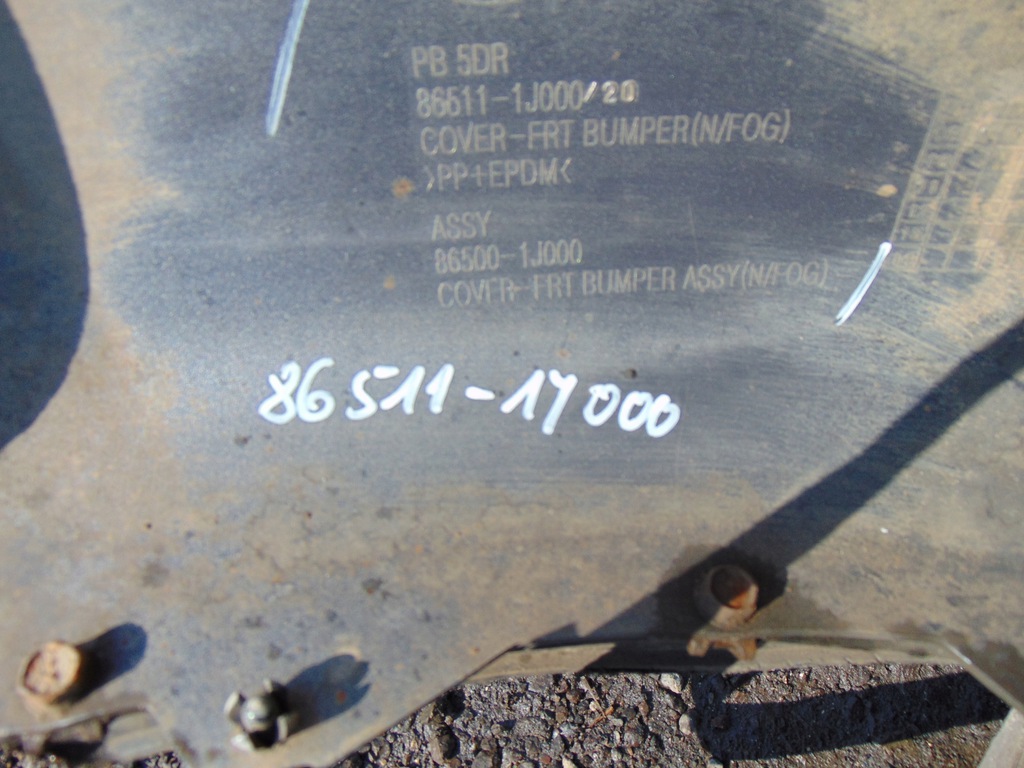 PB 5DR
86511-1J000/20
COVER-FRT BUMPER(N/FOG)
>PP+EPDM<
ASSY
86500-1J000
COVER-FRT BUMPER ASSY(N/FOG)
86511-1Y000